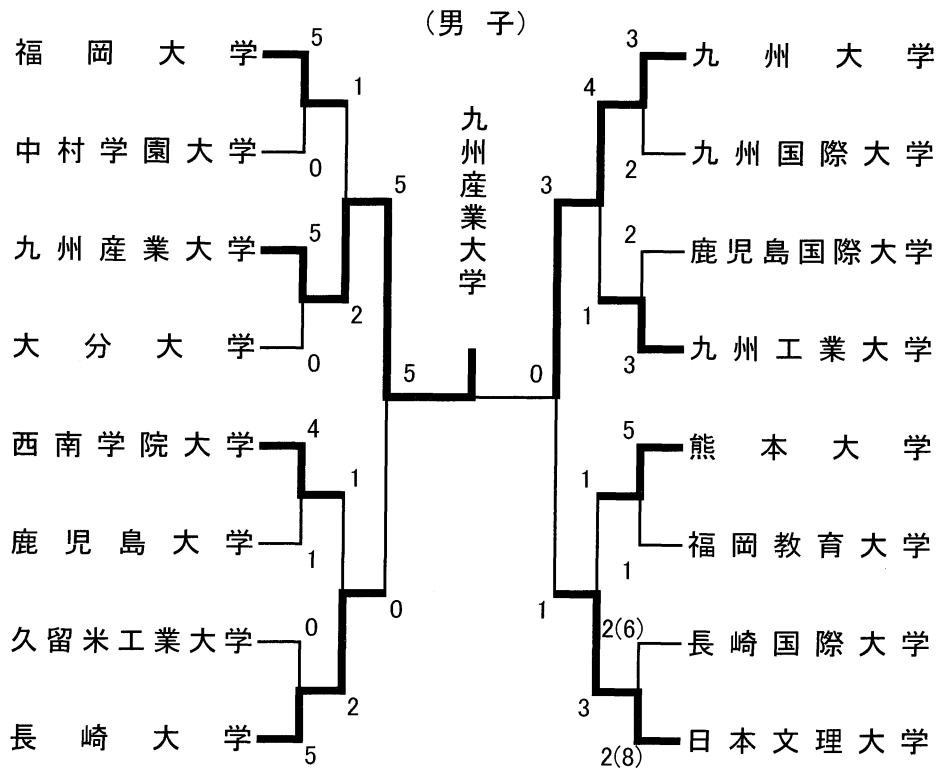 (男子)
九州産業大学
福岡大学
5
1
中村学園大学
0
5
九州産業大学
5
2
大分大学
0
5
西南学院大学
4
1
鹿児島大学
1
0
久留米工業大学
0
2
長崎大学
5
3
九州大学
4
九州国際大学
2
3
2
鹿児島国際大学
1
九州工業大学
3
0
5
熊本大学
1
福岡教育大学
1
1
2(6)
長崎国際大学
3
日本文理大学
2(8)